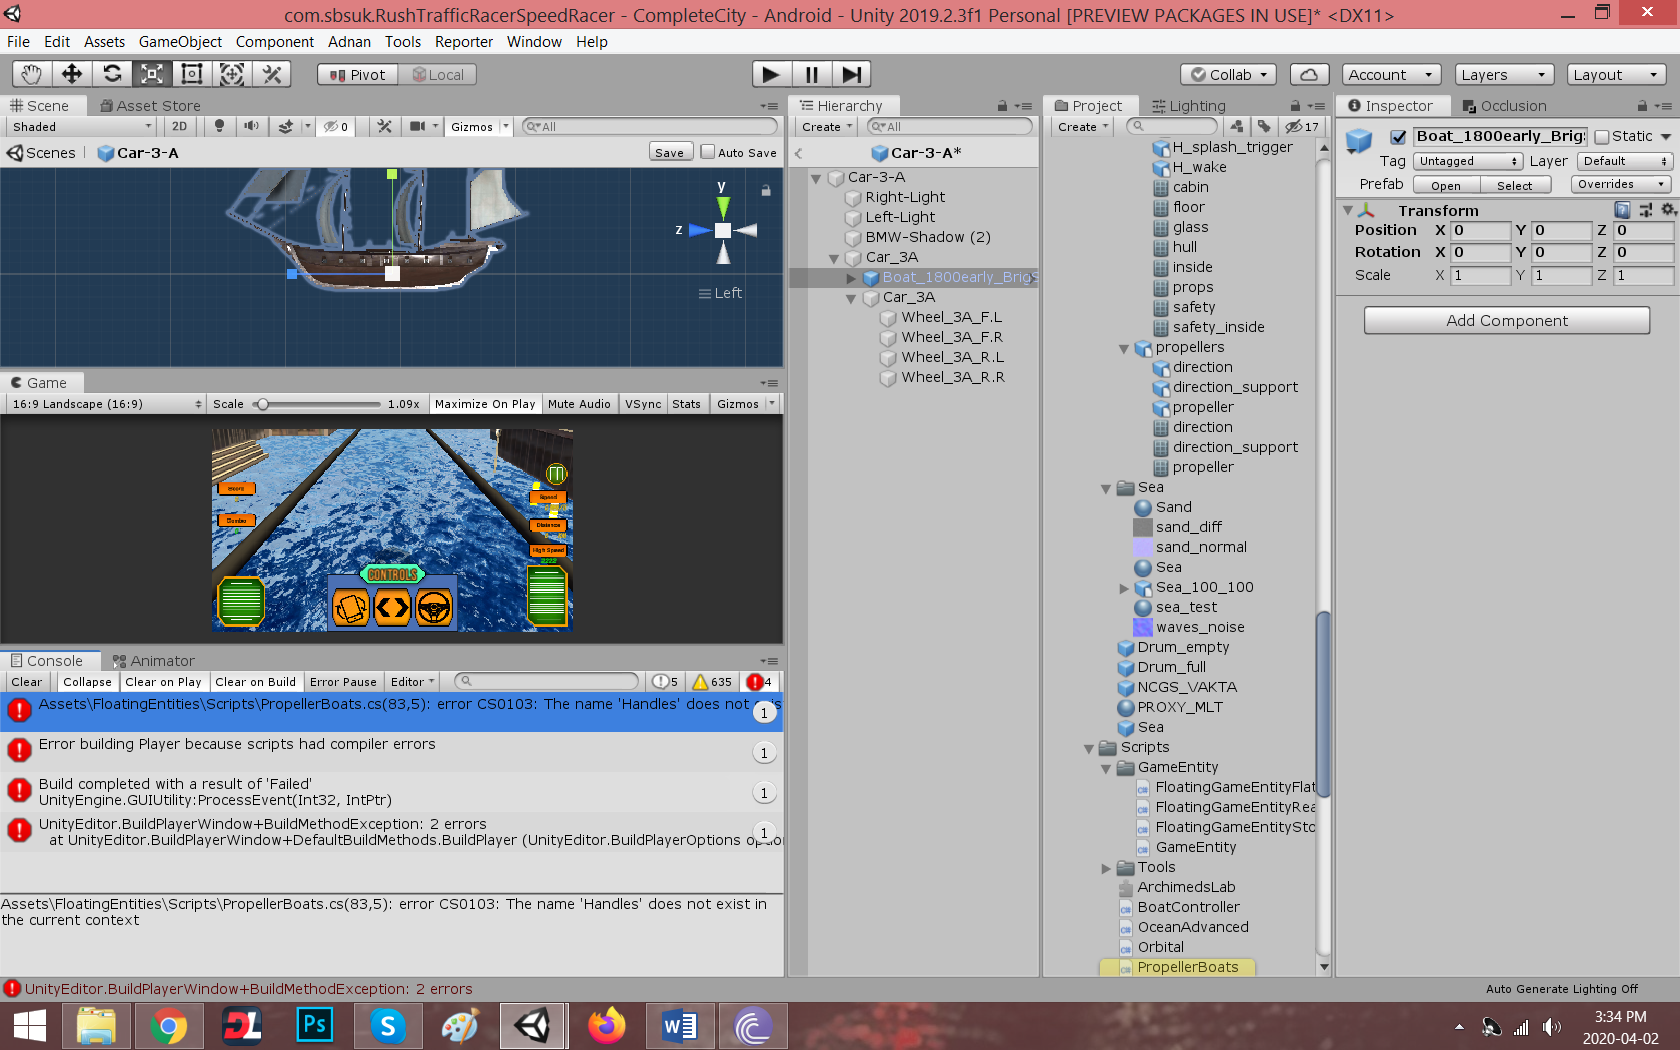 com.sbsuk.RushTrafficRacerSpeedRacer - CompleteCity - Android - Unity 2019.2.3f1 Personal [PREVIEW PACKAGES IN USE]* <DX11>
File Edit Assets GameObject Component Adnan Tools Reporter Window Help
Pivot Local Collab Account Layers Layout
Scene Asset Store
Shaded 2D 0 Gizmos All
Scenes Car-3-A Save Auto Save
y
z
Left
Game
16:9 Landscape (16:9) Scale 1.09x Maximize On Play Mute Audio VSync Stats Gizmos
Score
Speed
Distance
High Speed
CONTROLS
Console Animator
Clear Collapse Clear on Play Clear on Build Error Pause Editor 5 635 4
Assets\FloatingEntities\Scripts\PropellerBoats.cs(83,5): error CS0103: The name 'Handles' does not exis
1
Error building Player because scripts had compiler errors
1
Build completed with a result of 'Failed'
UnityEngine.GUIUtility:ProcessEvent(Int32, IntPtr)
1
UnityEditor.BuildPlayerWindow+BuildMethodException: 2 errors
at UnityEditor.BuildPlayerWindow+DefaultBuildMethods.BuildPlayer (UnityEditor.BuildPlayerOptions optio
1
Assets\FloatingEntities\Scripts\PropellerBoats.cs(83,5): error CS0103: The name 'Handles' does not exist in
the current context
Hierarchy
Create All
Car-3-A*
Car-3-A
Right-Light
Left-Light
BMW-Shadow (2)
Car_3A
Boat_1800early_BrigS
Car_3A
Wheel_3A_F.L
Wheel_3A_F.R
Wheel_3A_R.L
Wheel_3A_R.R
Project Lighting
Create 17
H_splash_trigger
H_wake
cabin
floor
glass
hull
inside
props
safety
safety_inside
propellers
direction
direction_support
propeller
direction
direction_support
propeller
Sea
Sand
sand_diff
sand_normal
Sea
Sea_100_100
sea_test
waves_noise
Drum_empty
Drum_full
NCGS_VAKTA
PROXY_MLT
Sea
Scripts
GameEntity
FloatingGameEntityFlat
FloatingGameEntityRea
FloatingGameEntitySto
GameEntity
Tools
ArchimedsLab
BoatController
OceanAdvanced
Orbital
PropellerBoats
Inspector Occlusion
Boat_1800early_Brig Static
Tag Untagged Layer Default
Prefab Open Select Overrides
Transform
Position X 0 Y 0 Z 0
Rotation X 0 Y 0 Z 0
Scale X 1 Y 1 Z 1
Add Component
UnityEditor.BuildPlayerWindow+BuildMethodException: 2 errors
Auto Generate Lighting Off
DL Ps S W
3:34 PM
2020-04-02